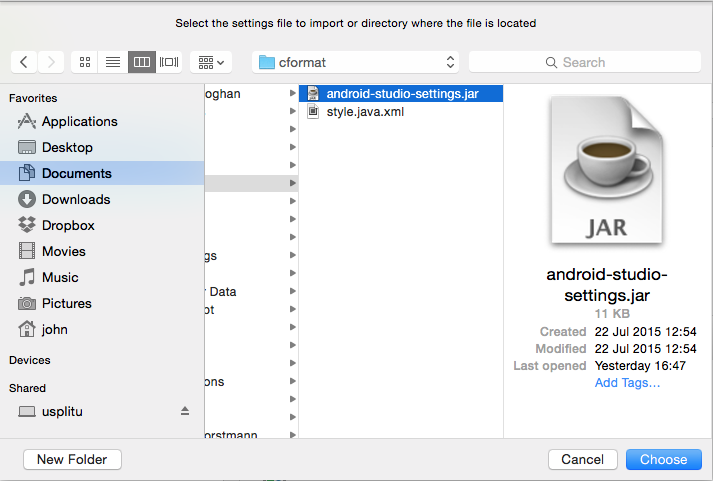 Select the settings file to import or directory where the file is located
cformat
Search
Favorites
Applications
Desktop
Documents
Downloads
Dropbox
Movies
Music
Pictures
john
Devices
Shared
usplitu
oghan
gs
r Data
ot
ons
orstmann
android-studio-settings.jar
style.java.xml
JAR
android-studio-
settings.jar
11 KB
Created 22 Jul 2015 12:54
Modified 22 Jul 2015 12:54
Last opened Yesterday 16:47
Add Tags...
New Folder
Cancel
Choose